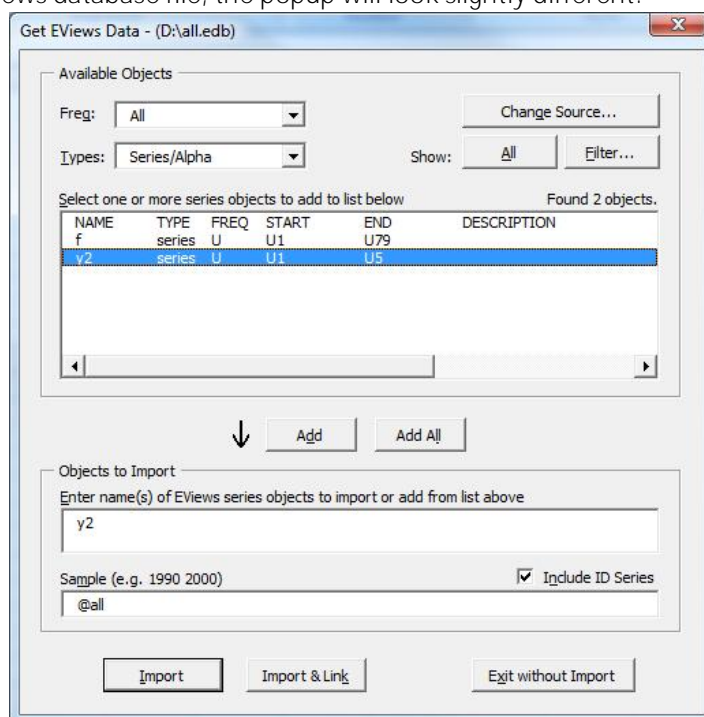 ows database file, the popup will look slightly different:
Get EViews Data - (D:\all.edb)
Available Objects
Freq: All
Change Source...
Types: Series/Alpha
Show: All Filter...
Select one or more series objects to add to list below Found 2 objects.
NAME TYPE FREQ START END DESCRIPTION
f series U U1 U79
y2 series U U1 U5
Add Add All
Objects to Import
Enter name(s) of EViews series objects to import or add from list above
y2
Sample (e.g. 1990 2000) Include ID Series
@all
Import Import & Link Exit without Import